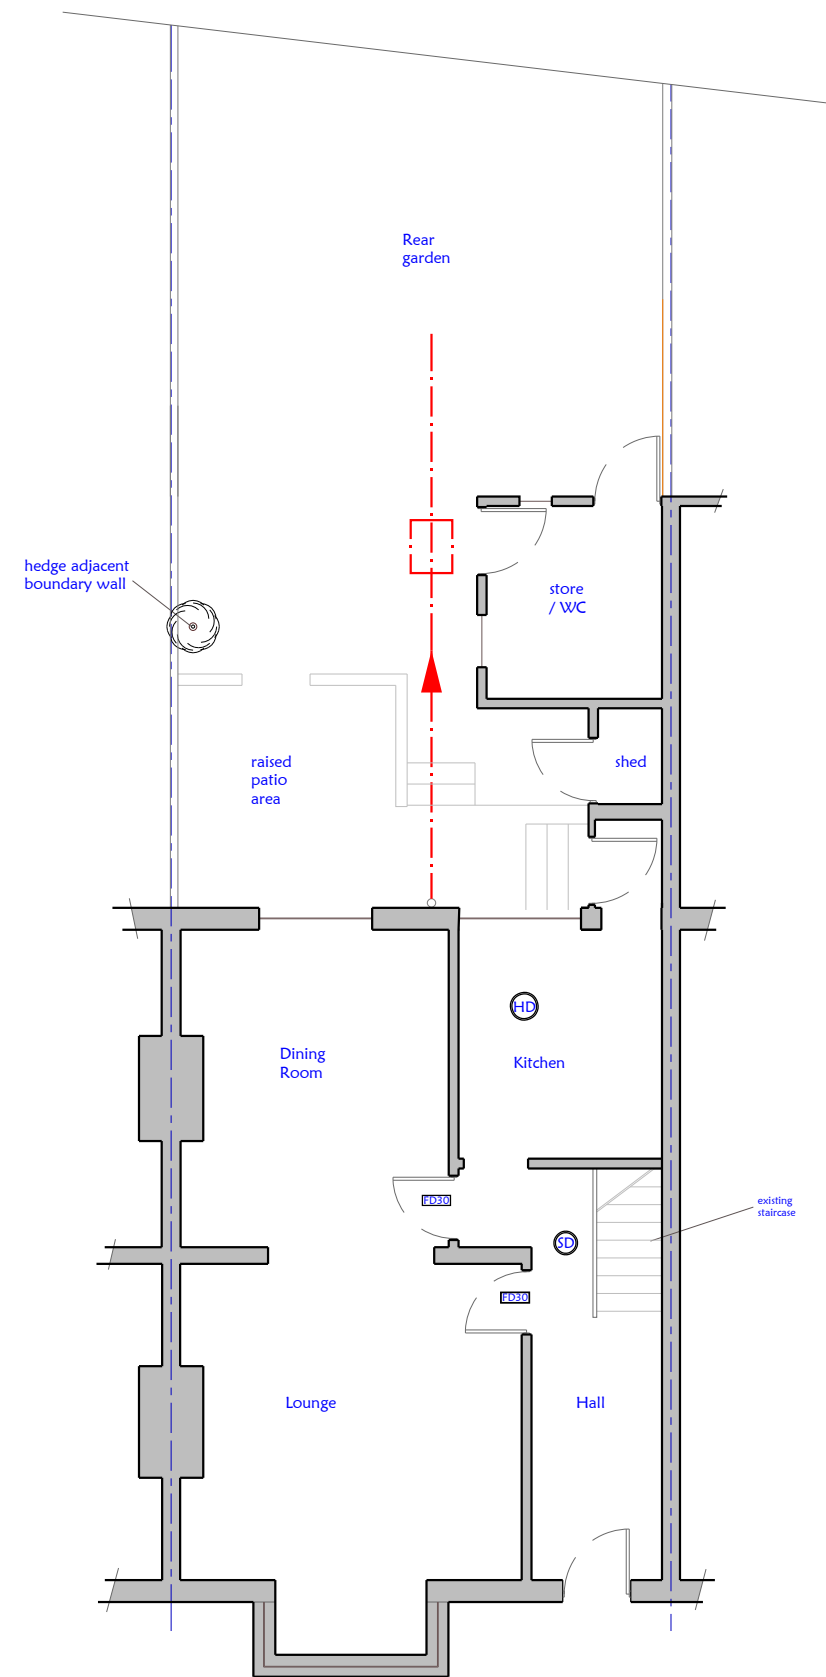 Rear
garden
hedge adjacent
boundary wall
store
/ WC
raised
patio
area
shed
HD
Dining
Room
Kitchen
FD30
existing
staircase
SD
FD30
Lounge
Hall